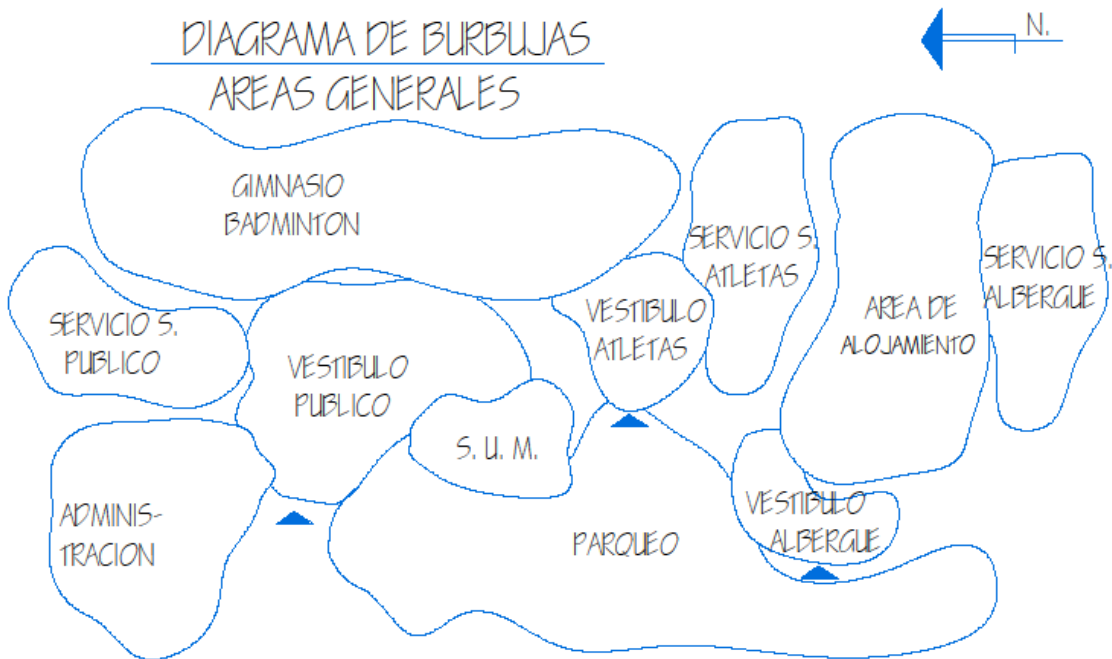 DIAGRAMA DE BURBUJAS
AREAS GENERALES
N.
GIMNASIO
BADMINTON
SERVICIO S.
ATLETAS
SERVICIO S.
ALBERGUE
AREA DE
ALOJAMIENTO
SERVICIO S.
PUBLICO
VESTIBULO
PUBLICO
VESTIBULO
ATLETAS
S. U. M.
ADMINIS-
TRACION
PARQUEO
VESTIBULO
ALBERGUE